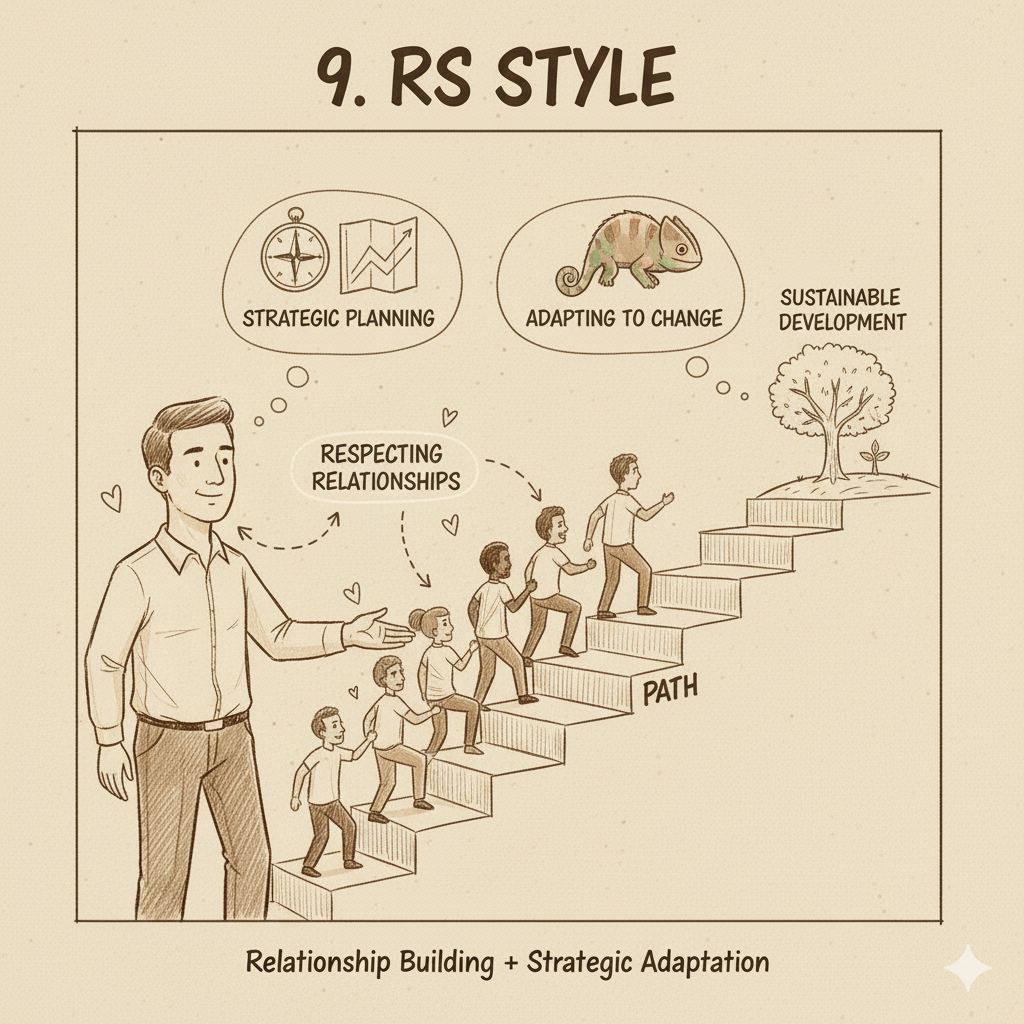 9. RS STYLE
STRATEGIC PLANNING
ADAPTING TO CHANGE
SUSTAINABLE
DEVELOPMENT
RESPECTING
RELATIONSHIPS
PATH
Relationship Building + Strategic Adaptation